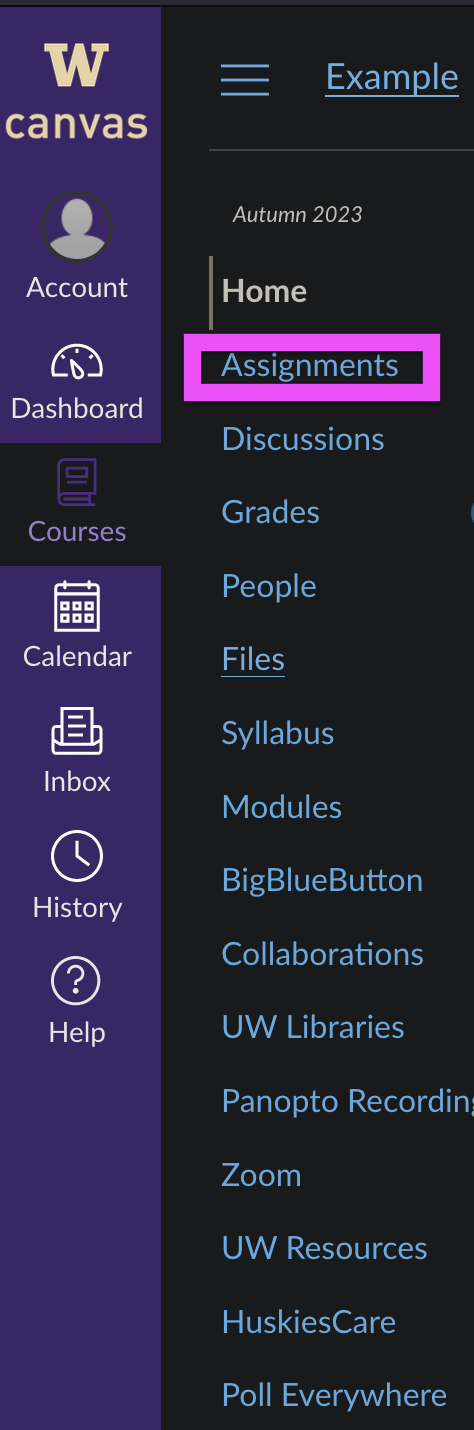 W
canvas
Account
Dashboard
Courses
Calendar
Inbox
History
Help
Example
Autumn 2023
Home
Assignments
Discussions
Grades
People
Files
Syllabus
Modules
BigBlueButton
Collaborations
UW Libraries
Panopto Recording
Zoom
UW Resources
HuskiesCare
Poll Everywhere